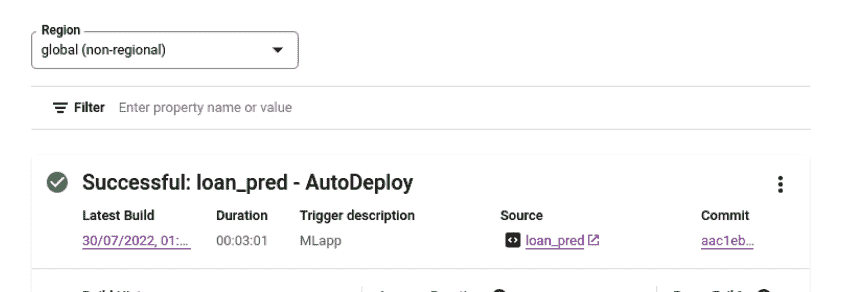 Region
global (non-regional)
Filter Enter property name or value
Successful: loan_pred - AutoDeploy
Latest Build Duration Trigger description Source Commit
30/07/2022, 01:... 00:03:01 MLapp loan_pred aac1eb...